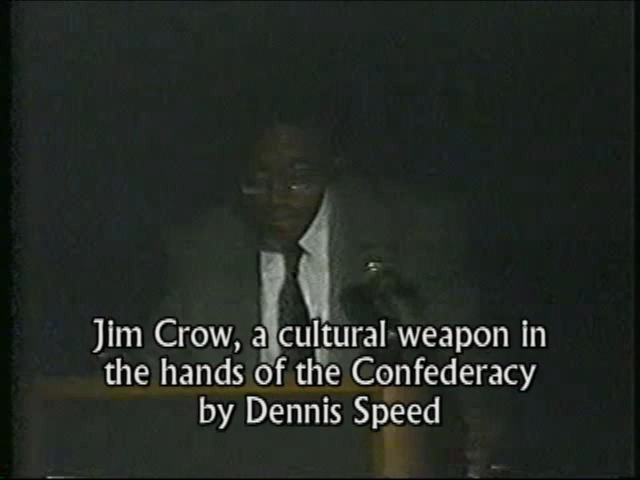 Jim Crow, a cultural weapon in
the hands of the Confederacy
by Dennis Speed